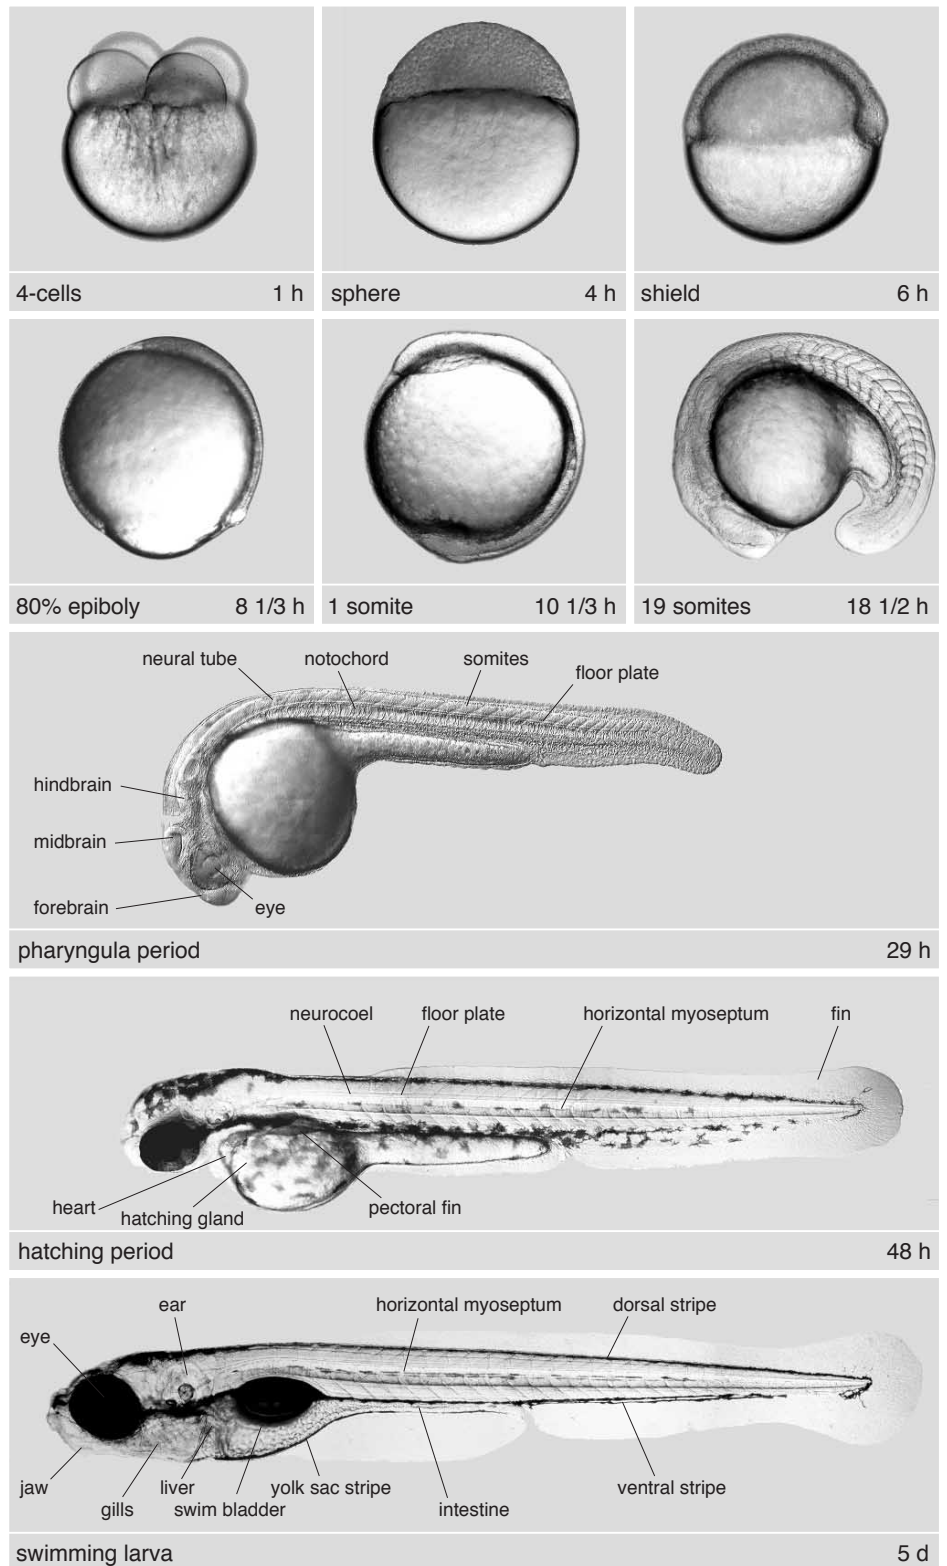 4-cells 1 h
sphere 4 h
shield 6 h
80% epiboly 8 1/3 h
1 somite 10 1/3 h
19 somites 18 1/2 h
neural tube
notochord
somites
floor plate
hindbrain
midbrain
forebrain
eye
pharyngula period 29 h
neurocoel
floor plate
horizontal myoseptum
fin
heart
hatching gland
pectoral fin
hatching period 48 h
ear
horizontal myoseptum
dorsal stripe
eye
jaw
gills
liver
swim bladder
yolk sac stripe
intestine
ventral stripe
swimming larva 5 d